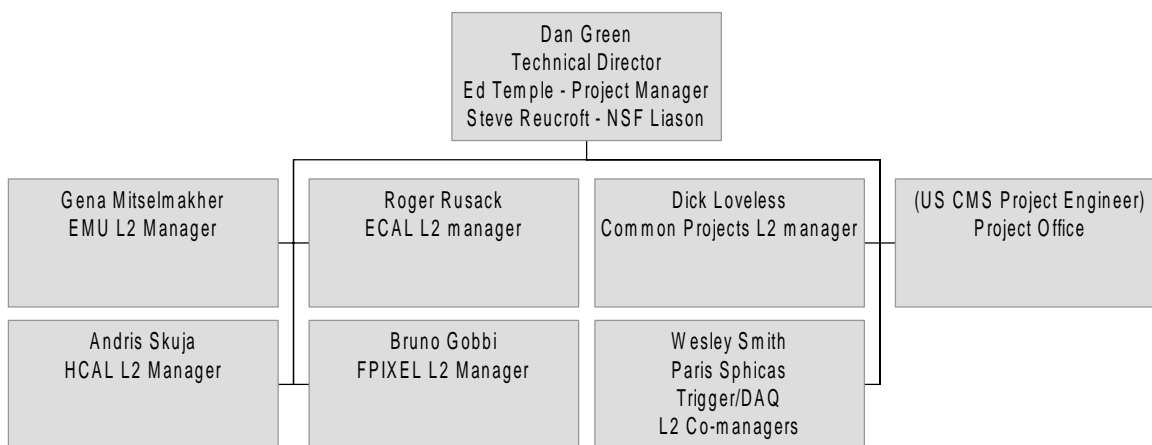 Dan Green
Technical Director
Ed Temple - Project Manager
Steve Reucroft - NSF Liason
Gena Mitselmakher
EMU L2 Manager
Roger Rusack
ECAL L2 manager
Dick Loveless
Common Projects L2 manager
(US CMS Project Engineer)
Project Office
Andris Skuja
HCAL L2 Manager
Bruno Gobbi
FPIXEL L2 Manager
Wesley Smith
Paris Sphicas
Trigger/DAQ
L2 Co-managers